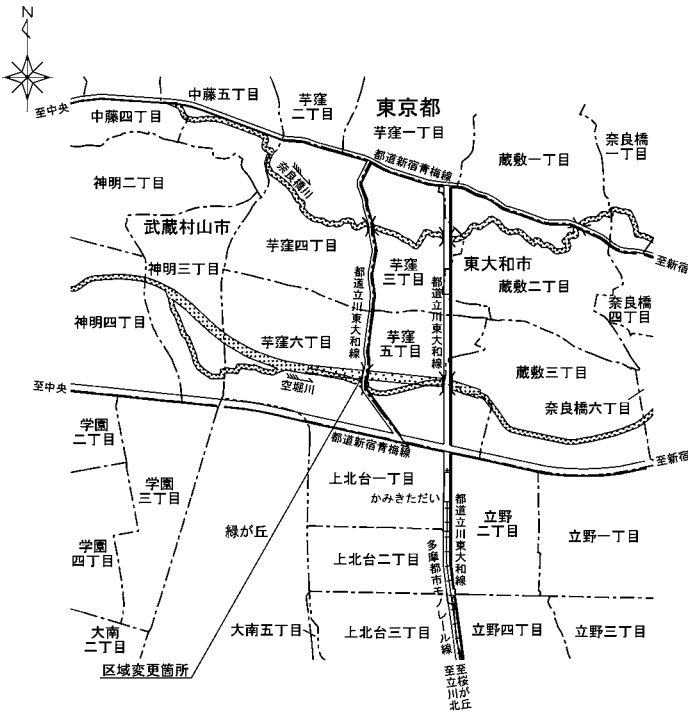 N
至中央
中藤五丁目
中藤四丁目
芋窪
二丁目
東京都
芋窪一丁目
奈良橋
一丁目
都道新宿青梅線
蔵敷一丁目
神明二丁目
奈良橋川
武蔵村山市
芋窪四丁目
芋窪
三丁目
東大和市
至新宿
神明三丁目
都道立川東大和線
都道立川東大和線
蔵敷二丁目
奈良橋
四丁目
神明四丁目
芋窪六丁目
芋窪
五丁目
蔵敷三丁目
至中央
空堀川
奈良橋六丁目
学園
二丁目
都道新宿青梅線
至新宿
上北台一丁目
学園
三丁目
かみきただい
都道立川東大和線
立野
二丁目
立野一丁目
緑が丘
学園
四丁目
上北台二丁目
多摩都市モノレール線
大南
二丁目
大南五丁目
上北台三丁目
立野四丁目
立野三丁目
区域変更箇所
至桜が丘
至立川北